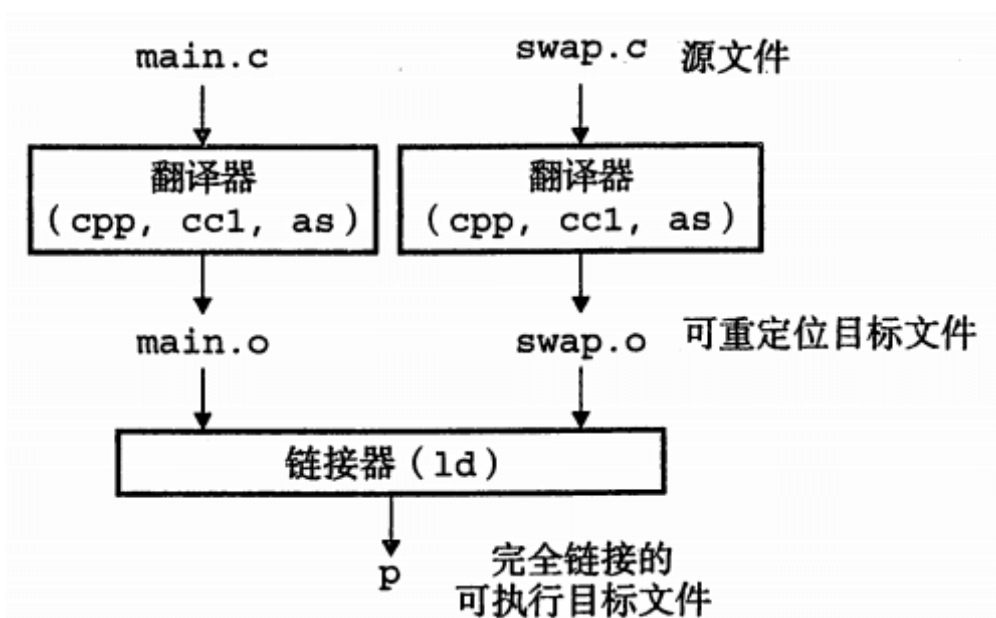 main.c
swap.c 源文件
翻译器
(cpp, cc1, as)
翻译器
(cpp, cc1, as)
main.o
swap.o 可重定位目标文件
链接器(ld)
p
完全链接的
可执行目标文件